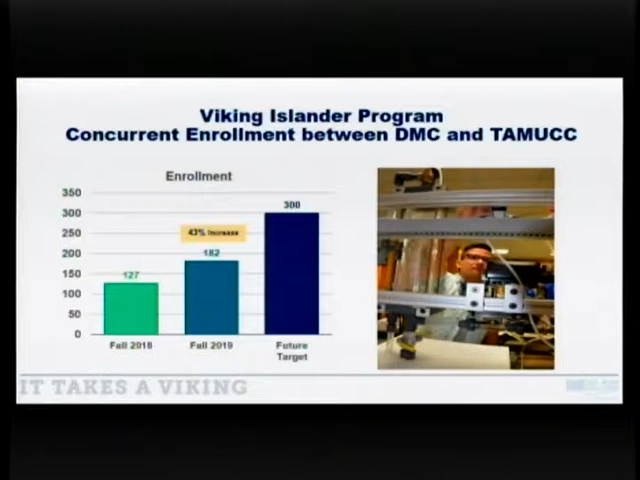 Viking Islander Program
Concurrent Enrollment between DMC and TAMUCC
Enrollment
350
300
250
200
150
100
50
0
127
43% Increase
182
300
Fall 2018
Fall 2019
Future
Target
IT TAKES A VIKING